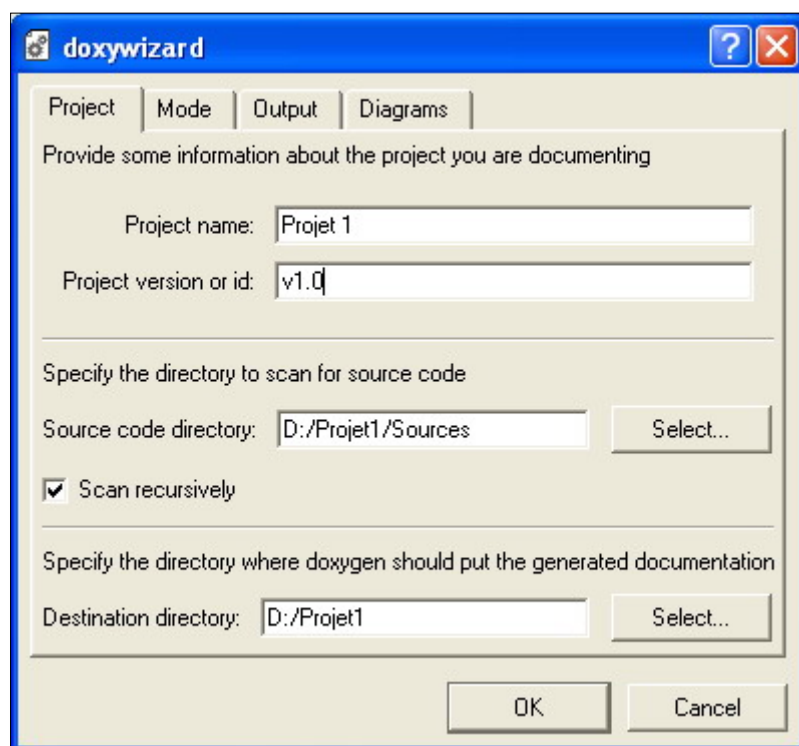 doxywizard
Project Mode Output Diagrams
Provide some information about the project you are documenting
Project name: Projet 1
Project version or id: v1.0
Specify the directory to scan for source code
Source code directory: D:/Projet1/Sources Select...
Scan recursively
Specify the directory where doxygen should put the generated documentation
Destination directory: D:/Projet1 Select...
OK Cancel